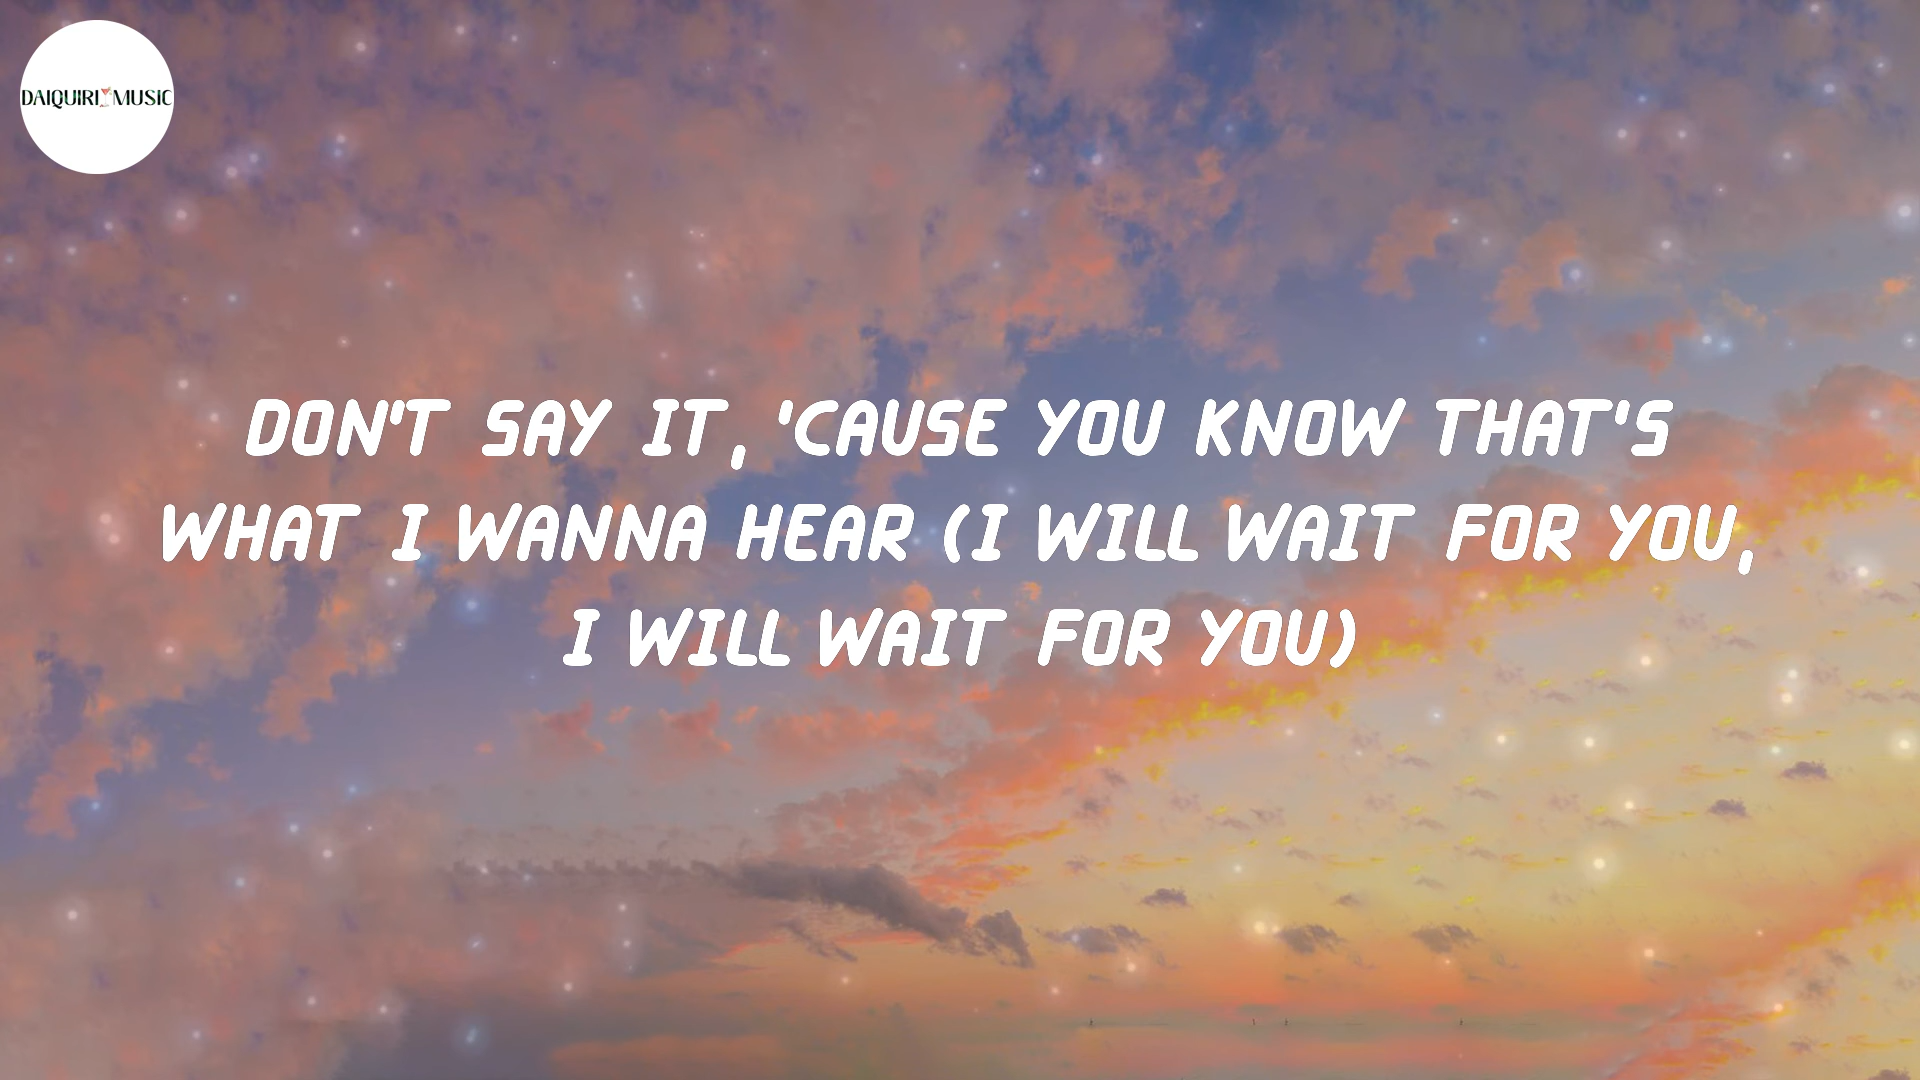 DAIQUIRI MUSIC
DON'T SAY IT, 'CAUSE YOU KNOW THAT'S
WHAT I WANNA HEAR (I WILL WAIT FOR YOU,
I WILL WAIT FOR YOU)